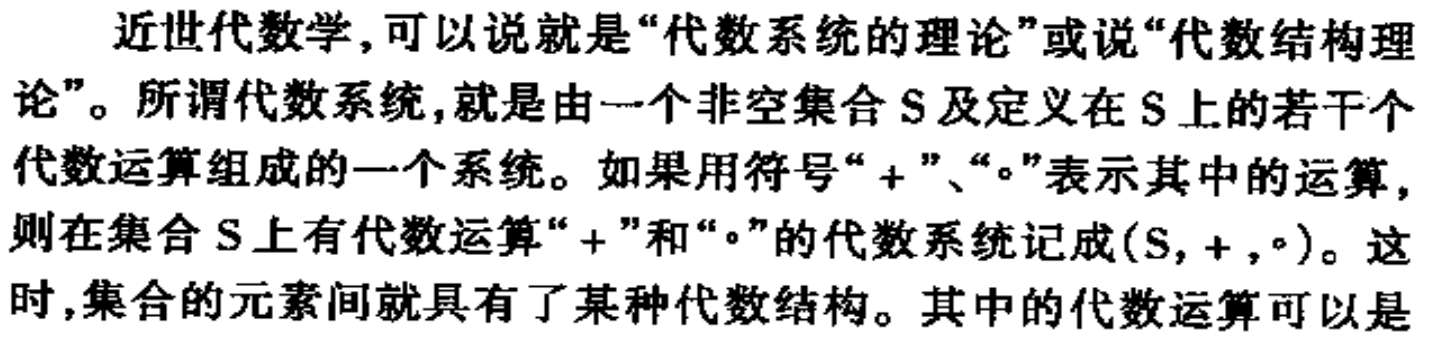 近世代数学,可以说就是“代数系统的理论”或说“代数结构理
论”。所谓代数系统,就是由一个非空集合 S 及定义在 S 上的若干个
代数运算组成的一个系统。如果用符号“+”、“∘”表示其中的运算,
则在集合 S 上有代数运算“+”和“∘”的代数系统记成(S, +,∘)。这
时,集合的元素间就具有了某种代数结构。其中的代数运算可以是